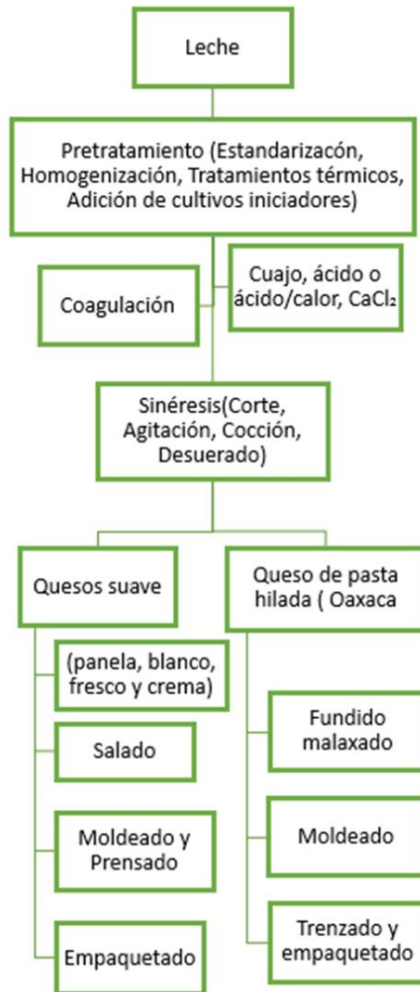 Leche
Pretratamiento (Estandarizacón,
Homogenización, Tratamientos térmicos,
Adición de cultivos iniciadores)
Coagulación
Cuajo, ácido o
ácido/calor, CaCl₂
Sinéresis(Corte,
Agitación, Cocción,
Desuerado)
Quesos suave
(panela, blanco,
fresco y crema)
Salado
Moldeado y
Prensado
Empaquetado
Queso de pasta
hilada ( Oaxaca
Fundido
malaxado
Moldeado
Trenzado y
empaquetado